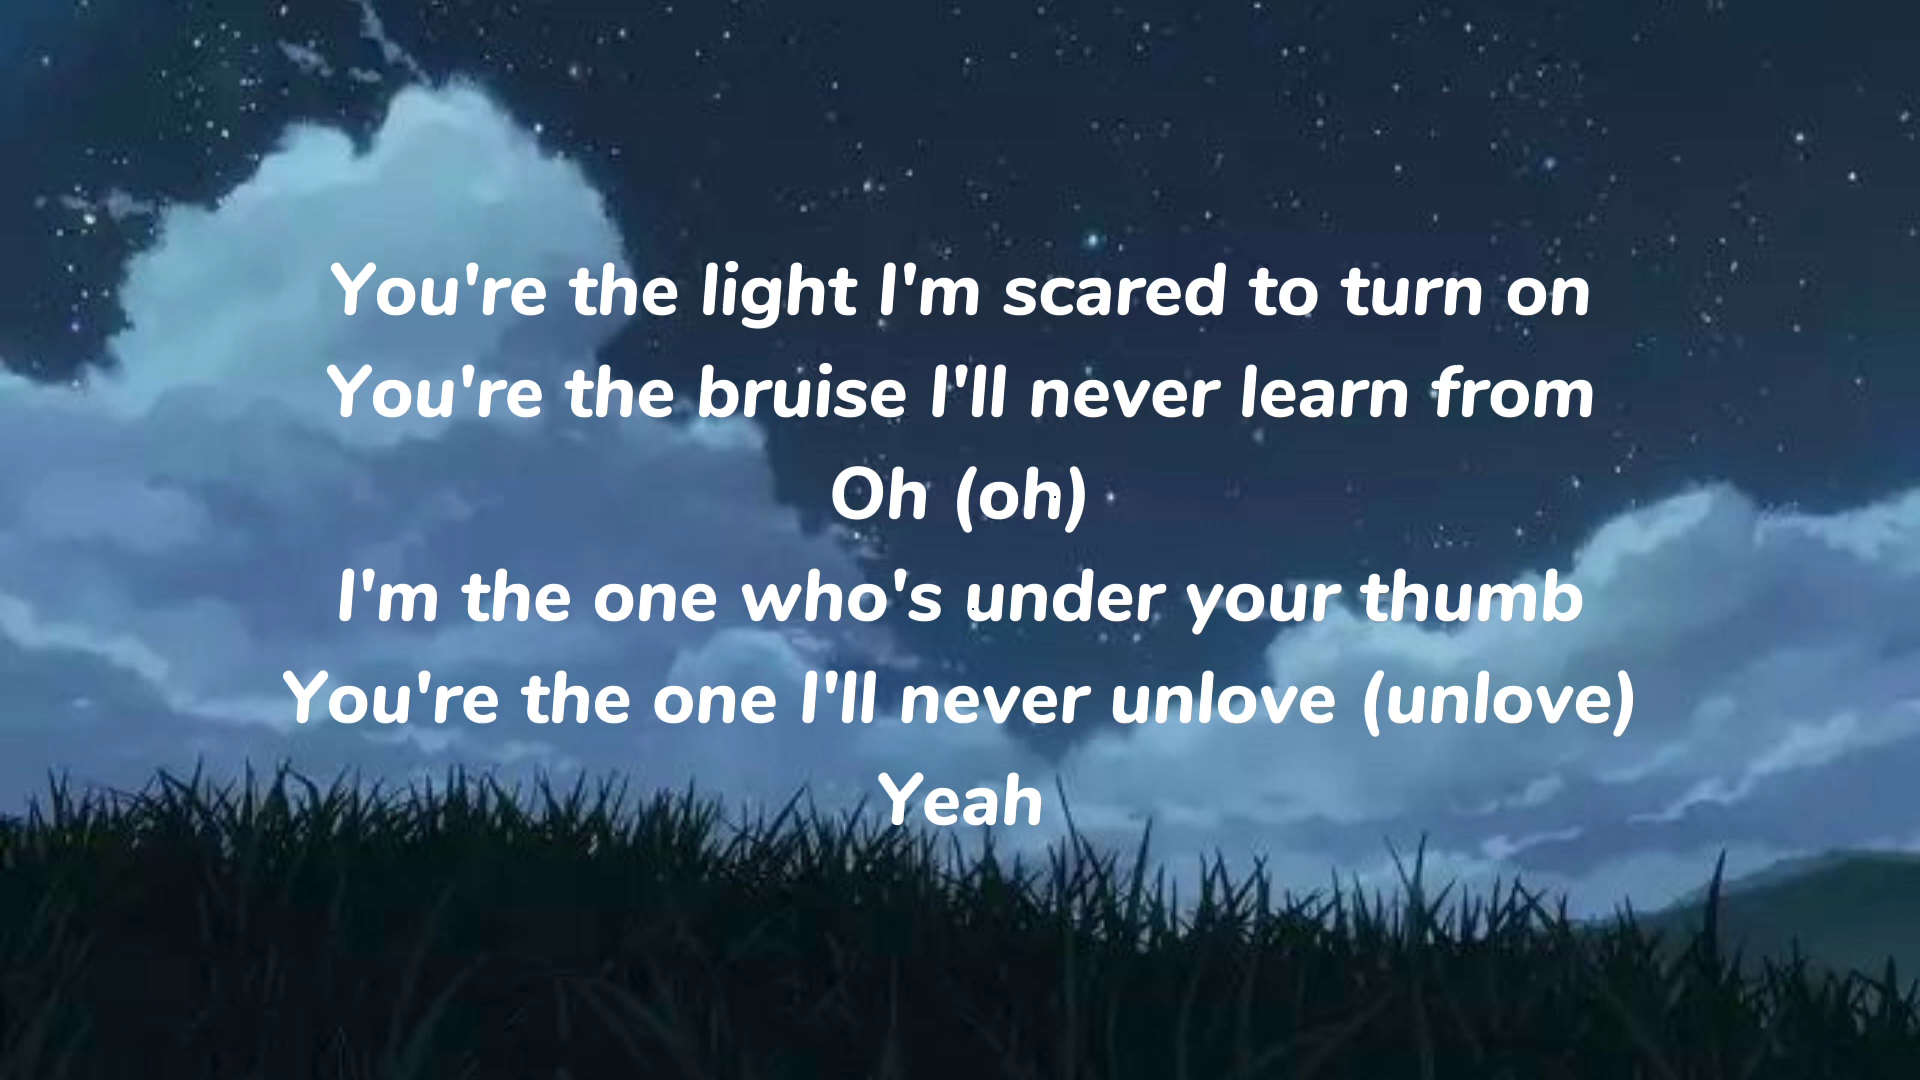 You're the light I'm scared to turn on
You're the bruise I'll never learn from
Oh (oh)
I'm the one who's under your thumb
You're the one I'll never unlove (unlove)
Yeah